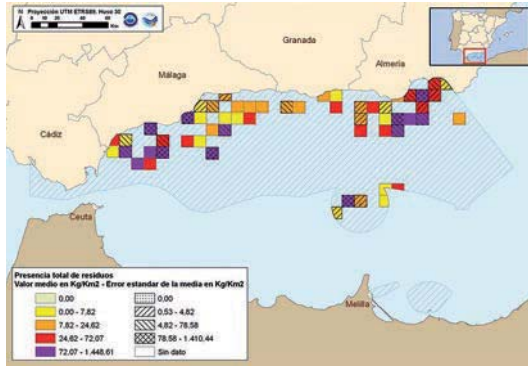 Proyección UTM ETRS89. Huso 30
Granada
Almería
Málaga
Cádiz
Ceuta
Melilla
Presencia total de residuos
Valor medio en Kg/Km2 - Error estandar de la media en Kg/Km2
0,00
0,00
0,00 - 7,82
0,53 - 4,82
7,82 - 24,62
4,82 - 78.58
24,62 - 72,07
78.58 - 1.410,44
72.07 - 1.448.61
Sin dato